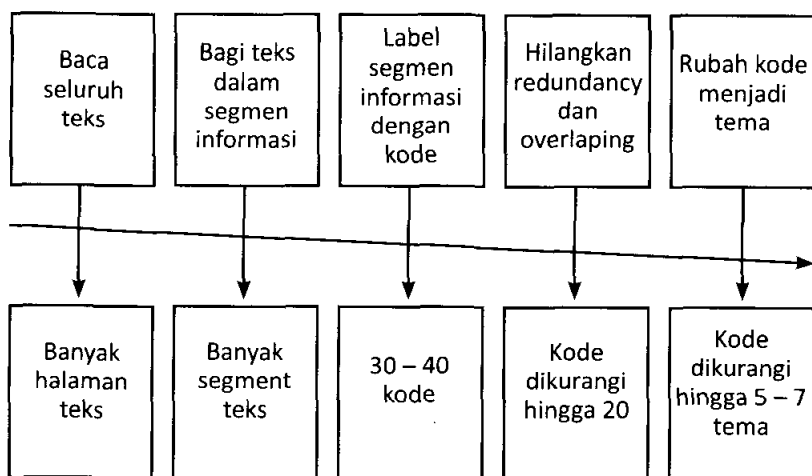 Baca
seluruh
teks
Bagi teks
dalam
segmen
informasi
Label
segmen
informasi
dengan
kode
Hilangkan
redundancy
dan
overlaping
Rubah kode
menjadi
tema
Banyak
halaman
teks
Banyak
segment
teks
30 – 40
kode
Kode
dikurangi
hingga 20
Kode
dikurangi
hingga 5 – 7
tema